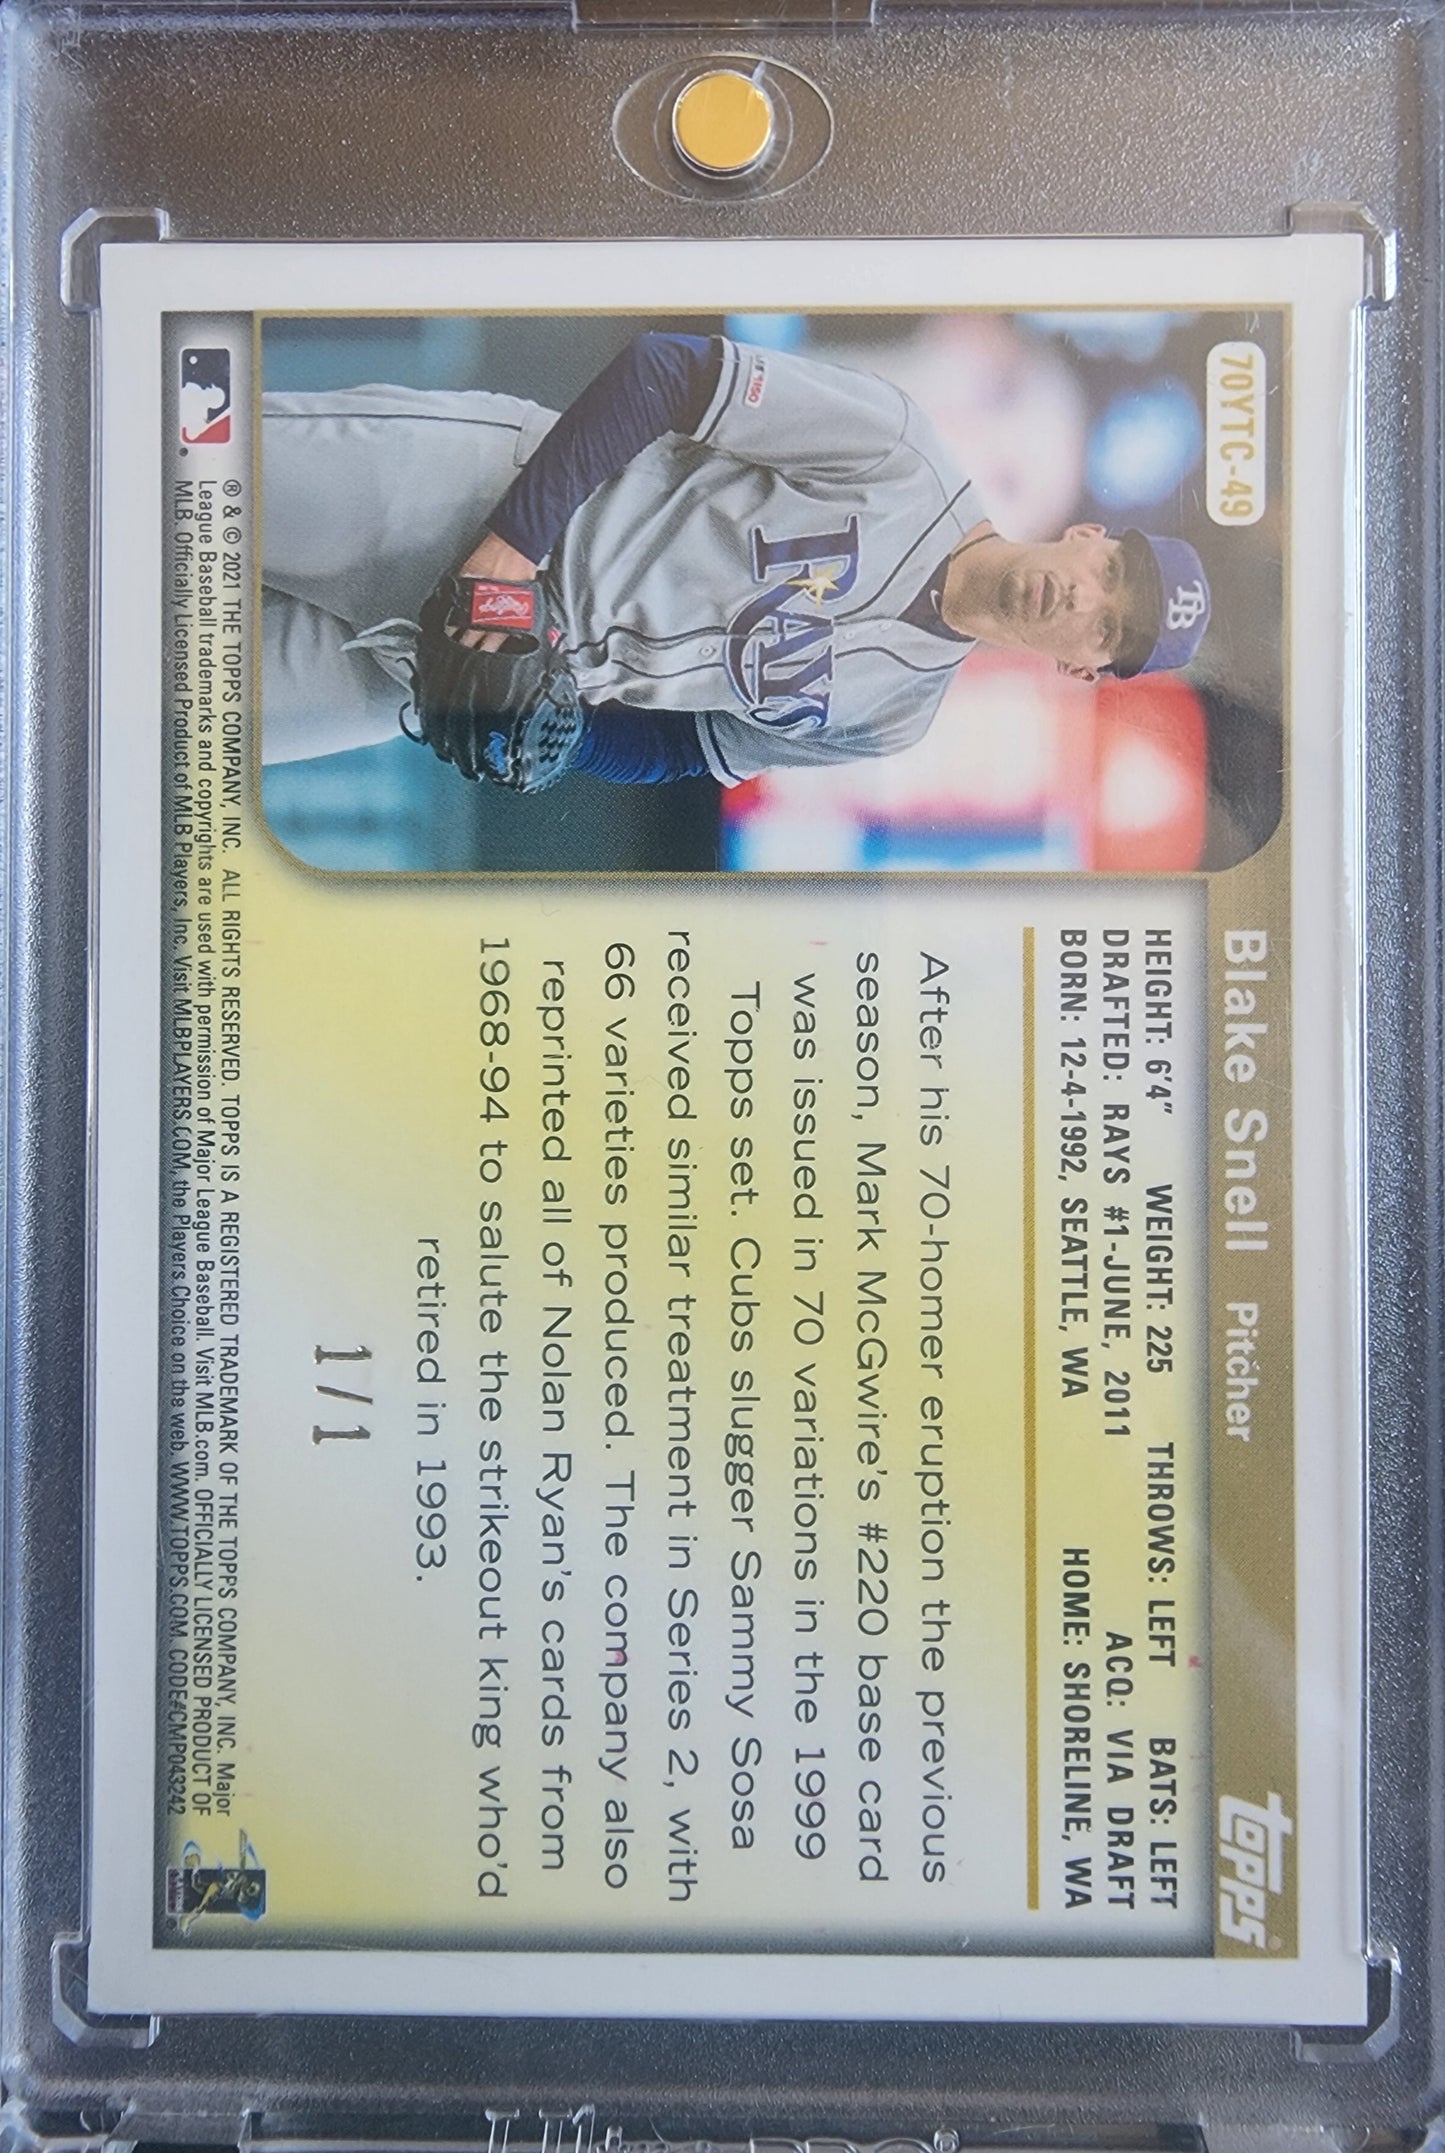 70YTC-49
Blake Snell Pitcher
topps
HEIGHT: 6'4" WEIGHT: 225 THROWS: LEFT BATS: LEFT
DRAFTED: RAYS #1-JUNE, 2011 ACQ: VIA DRAFT
BORN: 12-4-1992, SEATTLE, WA HOME: SHORELINE, WA
TB
RAYS
Rawlings
After his 70-homer eruption the previous
season, Mark McGwire's #220 base card
was issued in 70 variations in the 1999
Topps set. Cubs slugger Sammy Sosa
received similar treatment in Series 2, with
66 varieties produced. The company also
reprinted all of Nolan Ryan's cards from
1968-94 to salute the strikeout king who'd
retired in 1993.
1/1
® & © 2021 THE TOPPS COMPANY, INC. ALL RIGHTS RESERVED. TOPPS IS A REGISTERED TRADEMARK OF THE TOPPS COMPANY, INC. Major
League Baseball trademarks and copyrights are used with permission of Major League Baseball. Visit MLB.com. OFFICIALLY LICENSED PRODUCT OF
MLB. Officially Licensed Product of MLB Players, Inc. Visit MLBPLAYERS.COM, the Players Choice on the web. WWW.TOPPS.COM. CODE#CMP043242